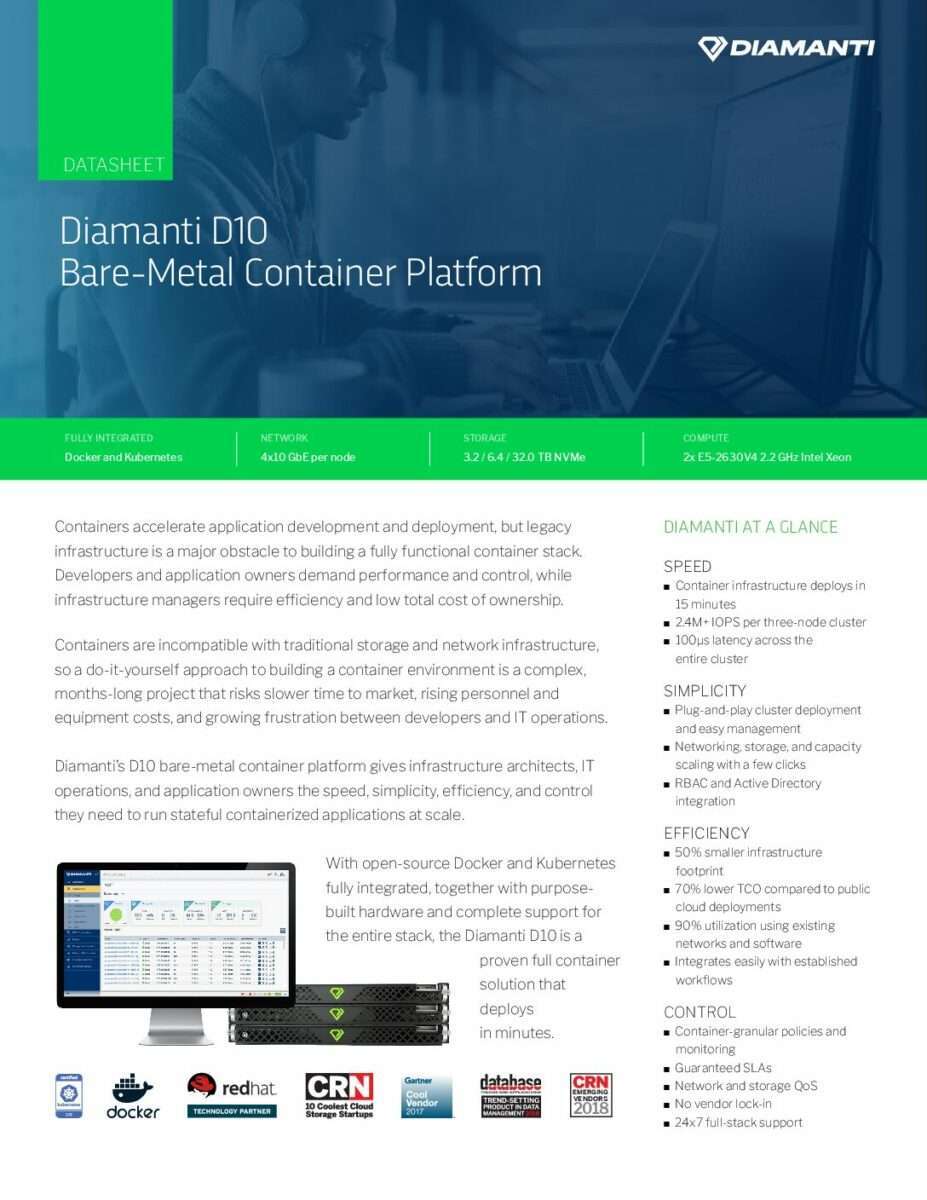 DIAMANTI
DATASHEET
Diamanti D10
Bare-Metal Container Platform
FULLY INTEGRATED
Docker and Kubernetes
NETWORK
4x10 GbE per node
STORAGE
3.2 / 6.4 / 32.0 TB NVMe
COMPUTE
2x E5-2630V4 2.2 GHz Intel Xeon
Containers accelerate application development and deployment, but legacy
infrastructure is a major obstacle to building a fully functional container stack.
Developers and application owners demand performance and control, while
infrastructure managers require efficiency and low total cost of ownership.
Containers are incompatible with traditional storage and network infrastructure,
so a do-it-yourself approach to building a container environment is a complex,
months-long project that risks slower time to market, rising personnel and
equipment costs, and growing frustration between developers and IT operations.
Diamanti's D10 bare-metal container platform gives infrastructure architects, IT
operations, and application owners the speed, simplicity, efficiency, and control
they need to run stateful containerized applications at scale.
With open-source Docker and Kubernetes
fully integrated, together with purpose-
built hardware and complete support for
the entire stack, the Diamanti D10 is a
proven full container
solution that
deploys
in minutes.
DIAMANTI
certified
kubernetes
docker
redhat.
TECHNOLOGY PARTNER
CRN
10 Coolest Cloud
Storage Startups
Gartner
Cool
Vendor
2017
database
TREND-SETTING
PRODUCT IN DATA
MANAGEMENT
CRN
EMERGING
VENDORS
2018
DIAMANTI AT A GLANCE
SPEED
■ Container infrastructure deploys in
15 minutes
■ 2.4M+ IOPS per three-node cluster
■ 100µs latency across the
entire cluster
SIMPLICITY
■ Plug-and-play cluster deployment
and easy management
■ Networking, storage, and capacity
scaling with a few clicks
■ RBAC and Active Directory
integration
EFFICIENCY
■ 50% smaller infrastructure
footprint
■ 70% lower TCO compared to public
cloud deployments
■ 90% utilization using existing
networks and software
■ Integrates easily with established
workflows
CONTROL
■ Container-granular policies and
monitoring
■ Guaranteed SLAs
■ Network and storage QoS
■ No vendor lock-in
■ 24x7 full-stack support